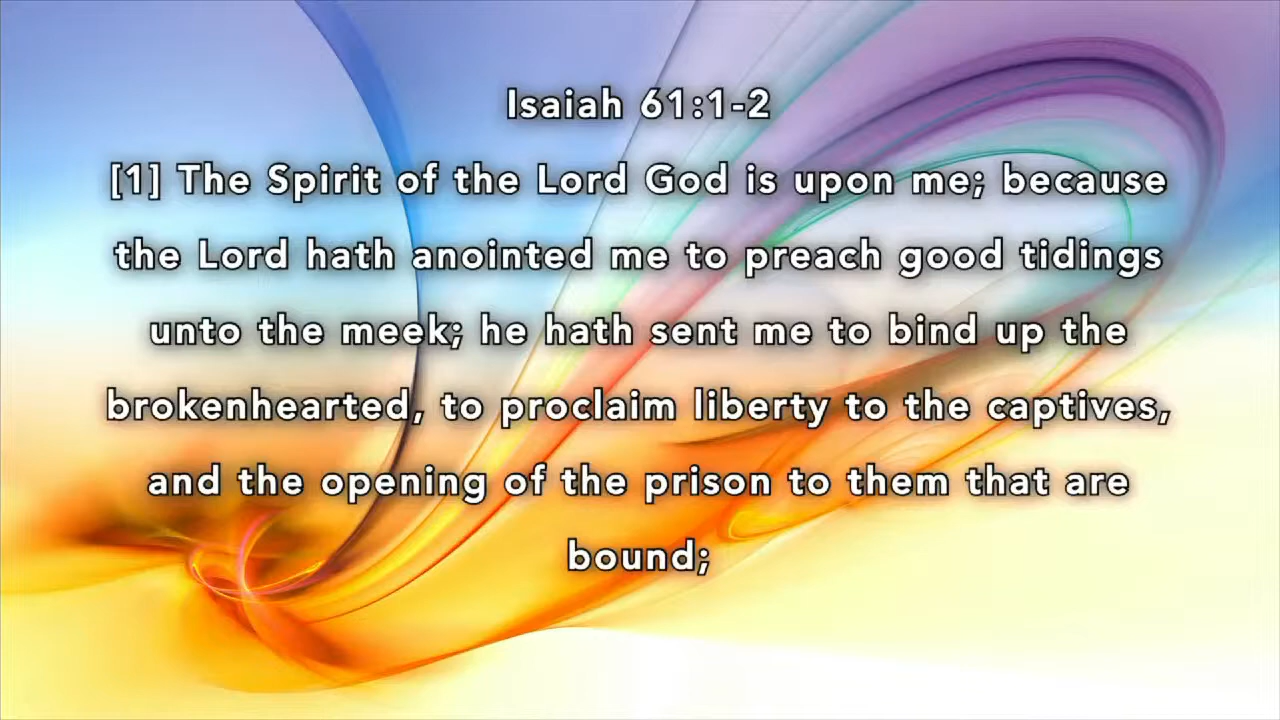 Isaiah 61:1-2
[1] The Spirit of the Lord God is upon me; because
the Lord hath anointed me to preach good tidings
unto the meek; he hath sent me to bind up the
brokenhearted, to proclaim liberty to the captives,
and the opening of the prison to them that are
bound;